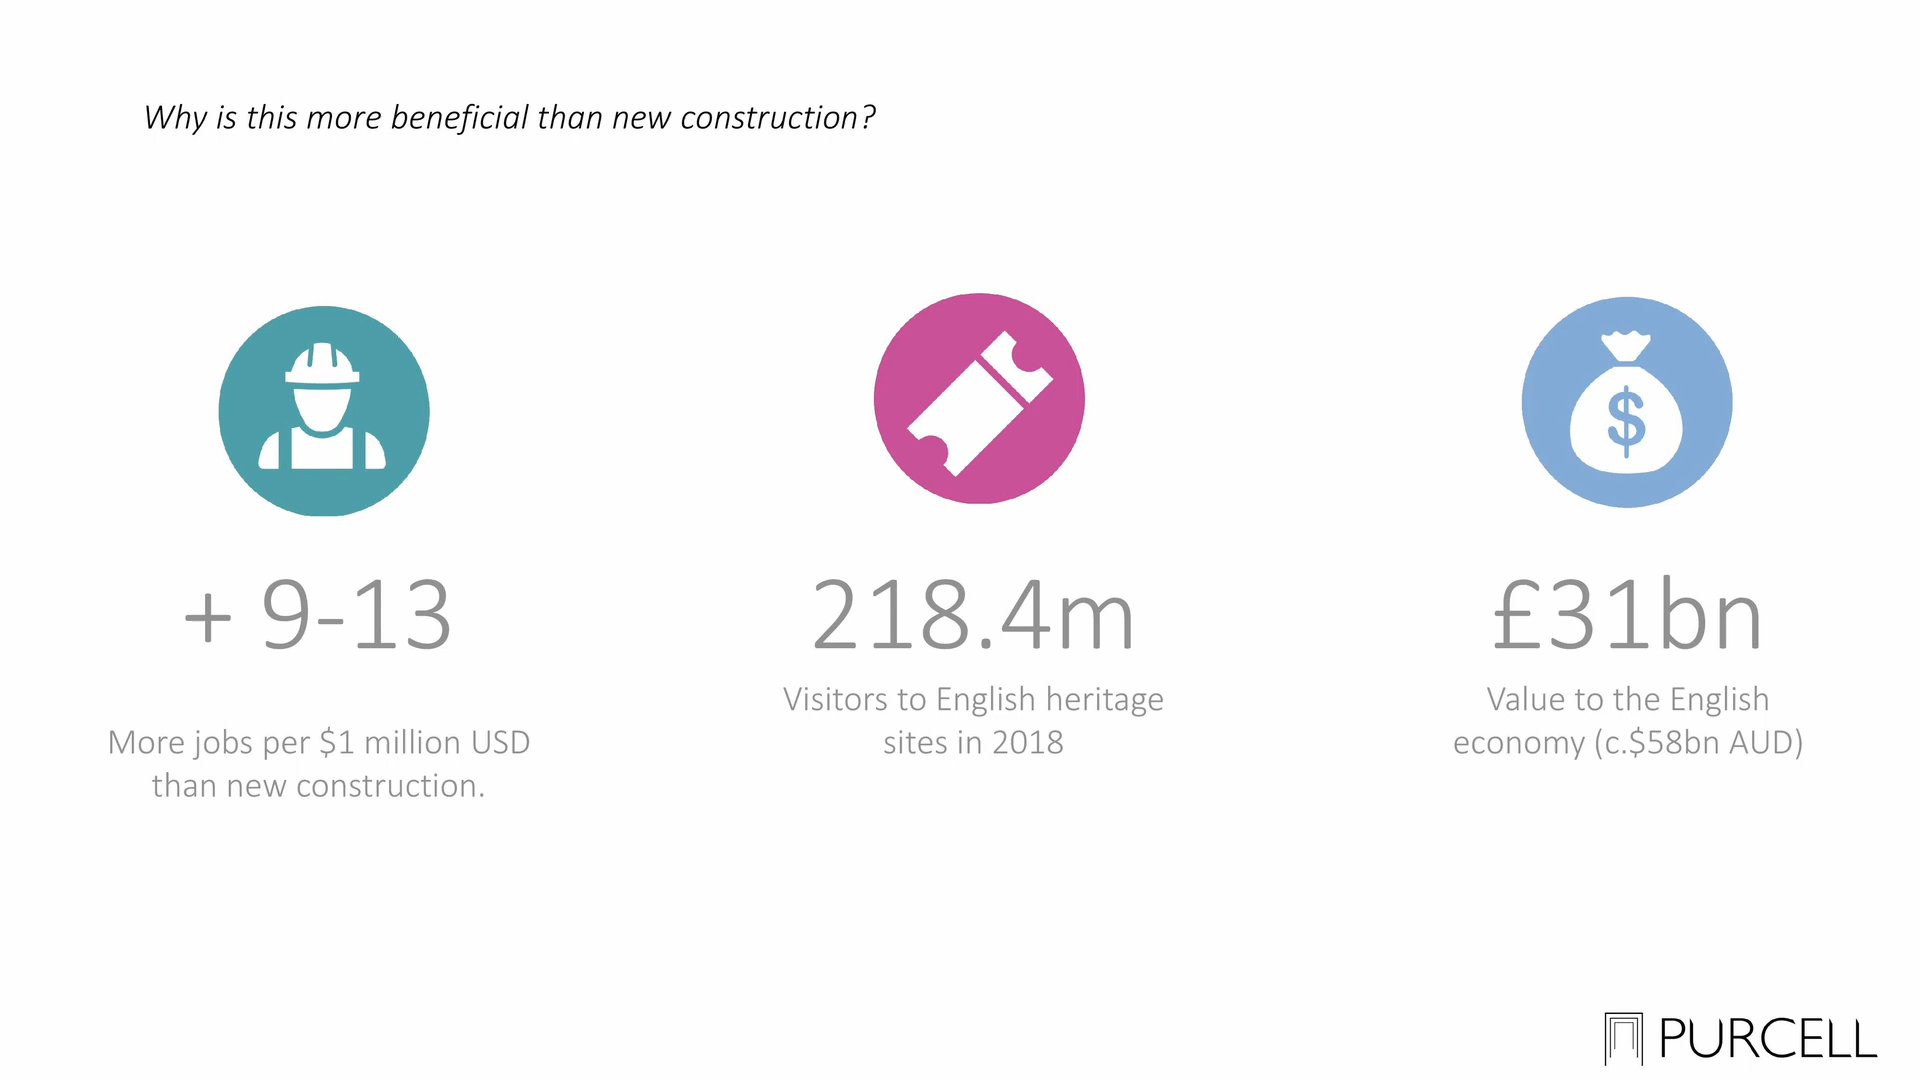 Why is this more beneficial than new construction?
$
+ 9-13
More jobs per $1 million USD
than new construction.
218.4m
Visitors to English heritage
sites in 2018
£31bn
Value to the English
economy (c.$58bn AUD)
PURCELL